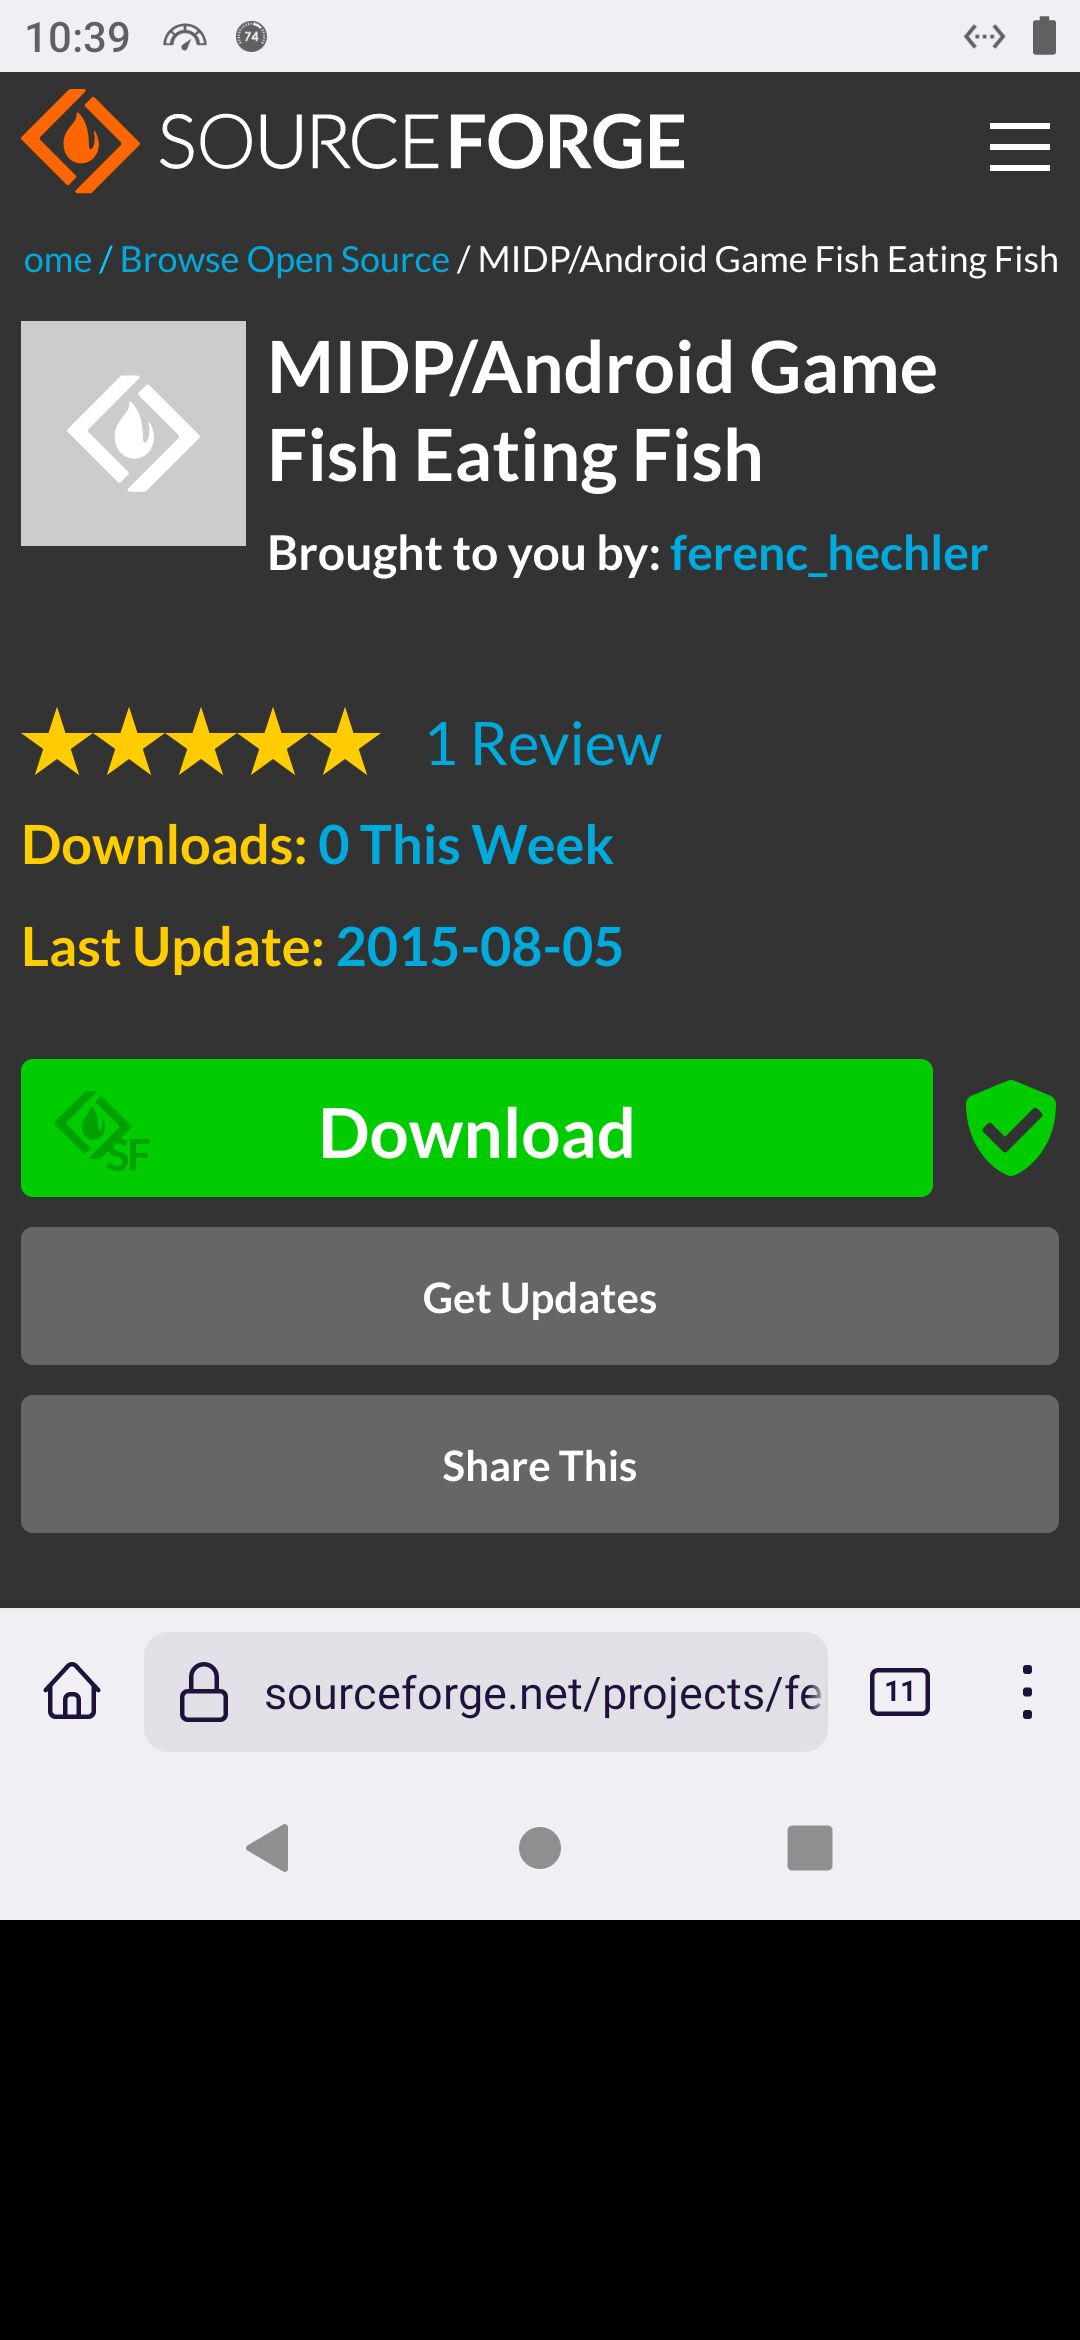 10:39
74
SOURCEFORGE
ome / Browse Open Source / MIDP/Android Game Fish Eating Fish
MIDP/Android Game
Fish Eating Fish
Brought to you by: ferenc_hechler
1 Review
Downloads: 0 This Week
Last Update: 2015-08-05
SF
Download
Get Updates
Share This
sourceforge.net/projects/fe
11